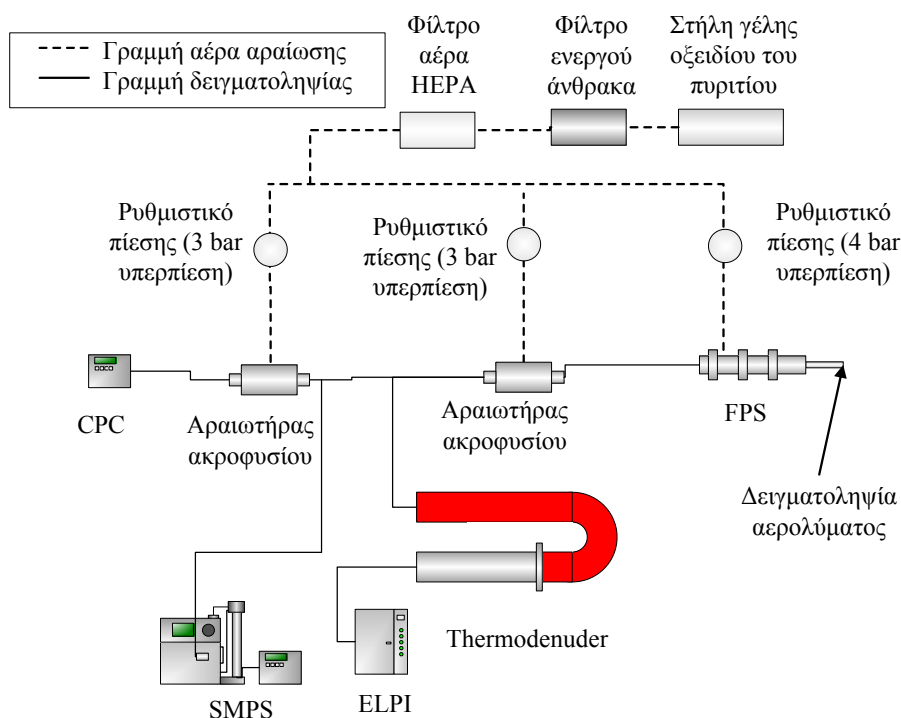 Γραμμή αέρα αραίωσης
Γραμμή δειγματοληψίας
Φίλτρο
αέρα
HEPA
Φίλτρο
ενεργού
άνθρακα
Στήλη γέλης
οξειδίου του
πυριτίου
Ρυθμιστικό
πίεσης (3 bar
υπερπίεση)
Ρυθμιστικό
πίεσης (3 bar
υπερπίεση)
Ρυθμιστικό
πίεσης (4 bar
υπερπίεση)
CPC
Αραιωτήρας
ακροφυσίου
Αραιωτήρας
ακροφυσίου
FPS
Δειγματοληψία
αερολύματος
Thermodenuder
SMPS
ELPI